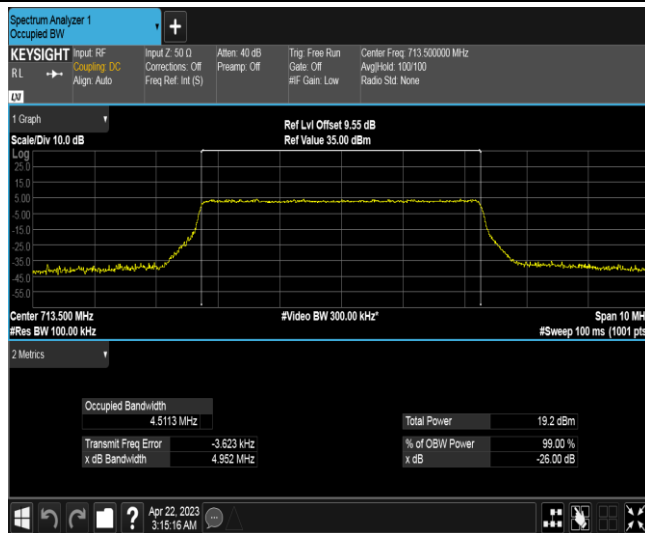 Spectrum Analyzer 1
Occupied BW
+
KEYSIGHT
RL
Input: RF
Coupling: DC
Align: Auto
Input Z: 50 Ω
Corrections: Off
Freq Ref: Int (S)
Atten: 40 dB
Preamp: Off
Trig: Free Run
Gate: Off
#IF Gain: Low
Center Freq: 713.500000 MHz
Avg|Hold: 100/100
Radio Std: None
1 Graph
Scale/Div 10.0 dB
Ref Lvl Offset 9.55 dB
Ref Value 35.00 dBm
Log
25.0
15.0
5.00
-5.00
-15.0
-25.0
-35.0
-45.0
-55.0
Center 713.500 MHz
#Res BW 100.00 kHz
#Video BW 300.00 kHz*
Span 10 MH
#Sweep 100 ms (1001 pts
2 Metrics
Occupied Bandwidth
4.5113 MHz
Total Power 19.2 dBm
Transmit Freq Error -3.623 kHz
% of OBW Power 99.00 %
x dB Bandwidth 4.952 MHz
x dB -26.00 dB
?
Apr 22, 2023
3:15:16 AM